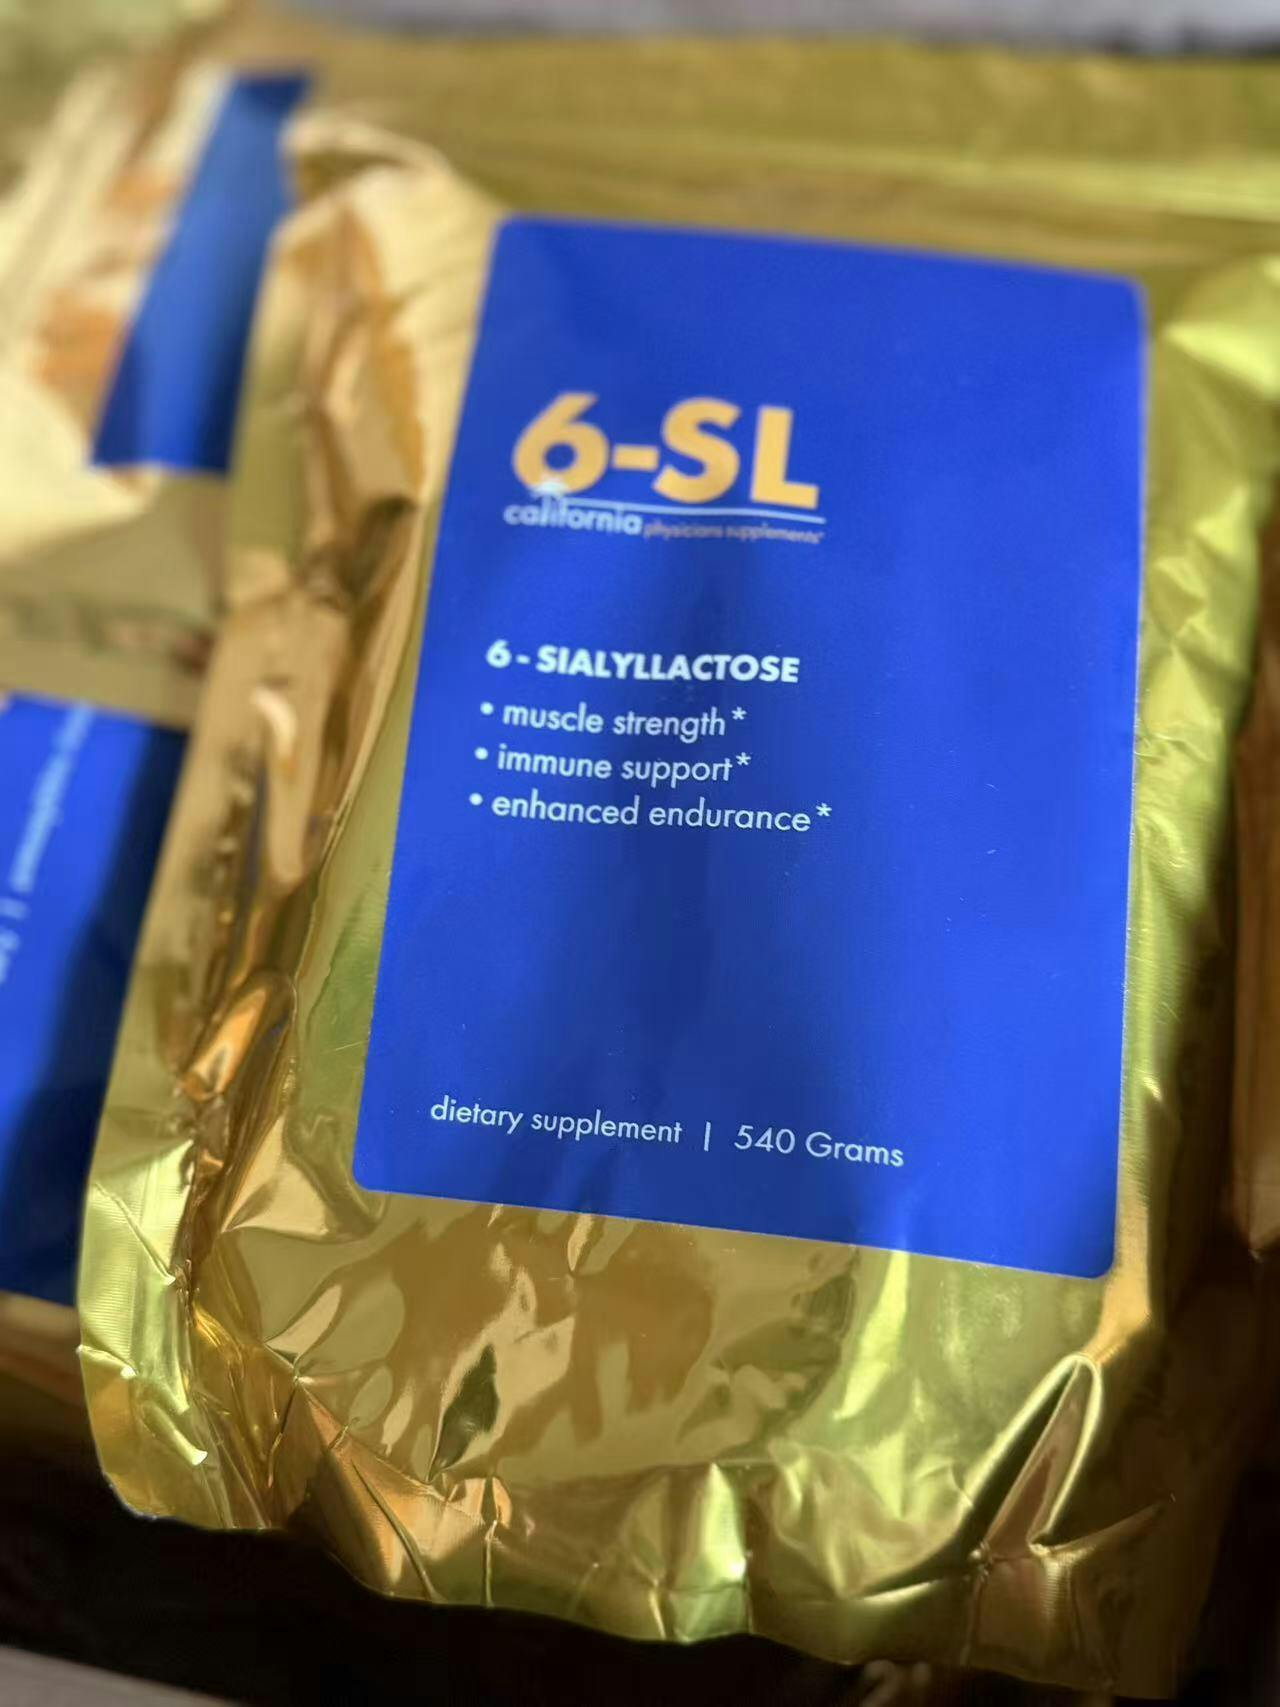 6-SL
california physicians supplements®
6 - SIALYLLACTOSE
• muscle strength*
• immune support*
• enhanced endurance*
dietary supplement | 540 Grams